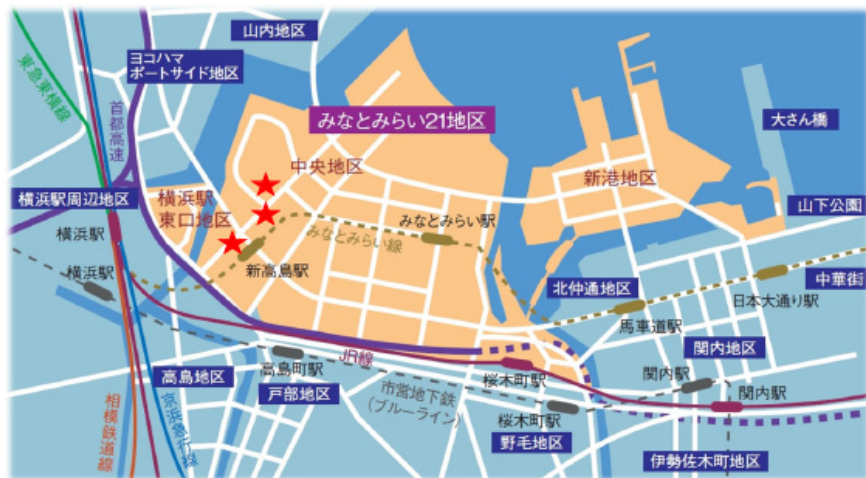 山内地区
ヨコハマ
ポートサイド地区
東急東横線
首都高速
みなとみらい21地区
大さん橋
中央地区
新港地区
横浜駅周辺地区
横浜駅
東口地区
山下公園
横浜駅
みなとみらい駅
みなとみらい線
横浜駅
新高島駅
北仲通地区
中華街
日本大通り駅
馬車道駅
JR線
関内地区
高島町駅
高島地区
戸部地区
桜木町駅
関内駅
関内駅
市営地下鉄
(ブルーライン)
桜木町駅
野毛地区
伊勢佐木町地区
相模鉄道線
京浜急行線